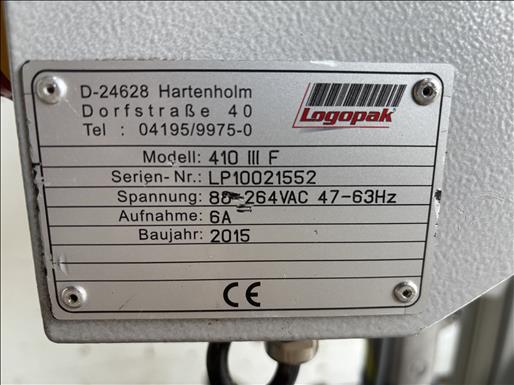 D-24628 Hartenholm
Dorfstraße 40
Tel : 04195/9975-0
Logopak
Modell: 410 III F
Serien-Nr.: LP10021552
Spannung: 88-264VAC 47-63Hz
Aufnahme: 6A
Baujahr: 2015
CE